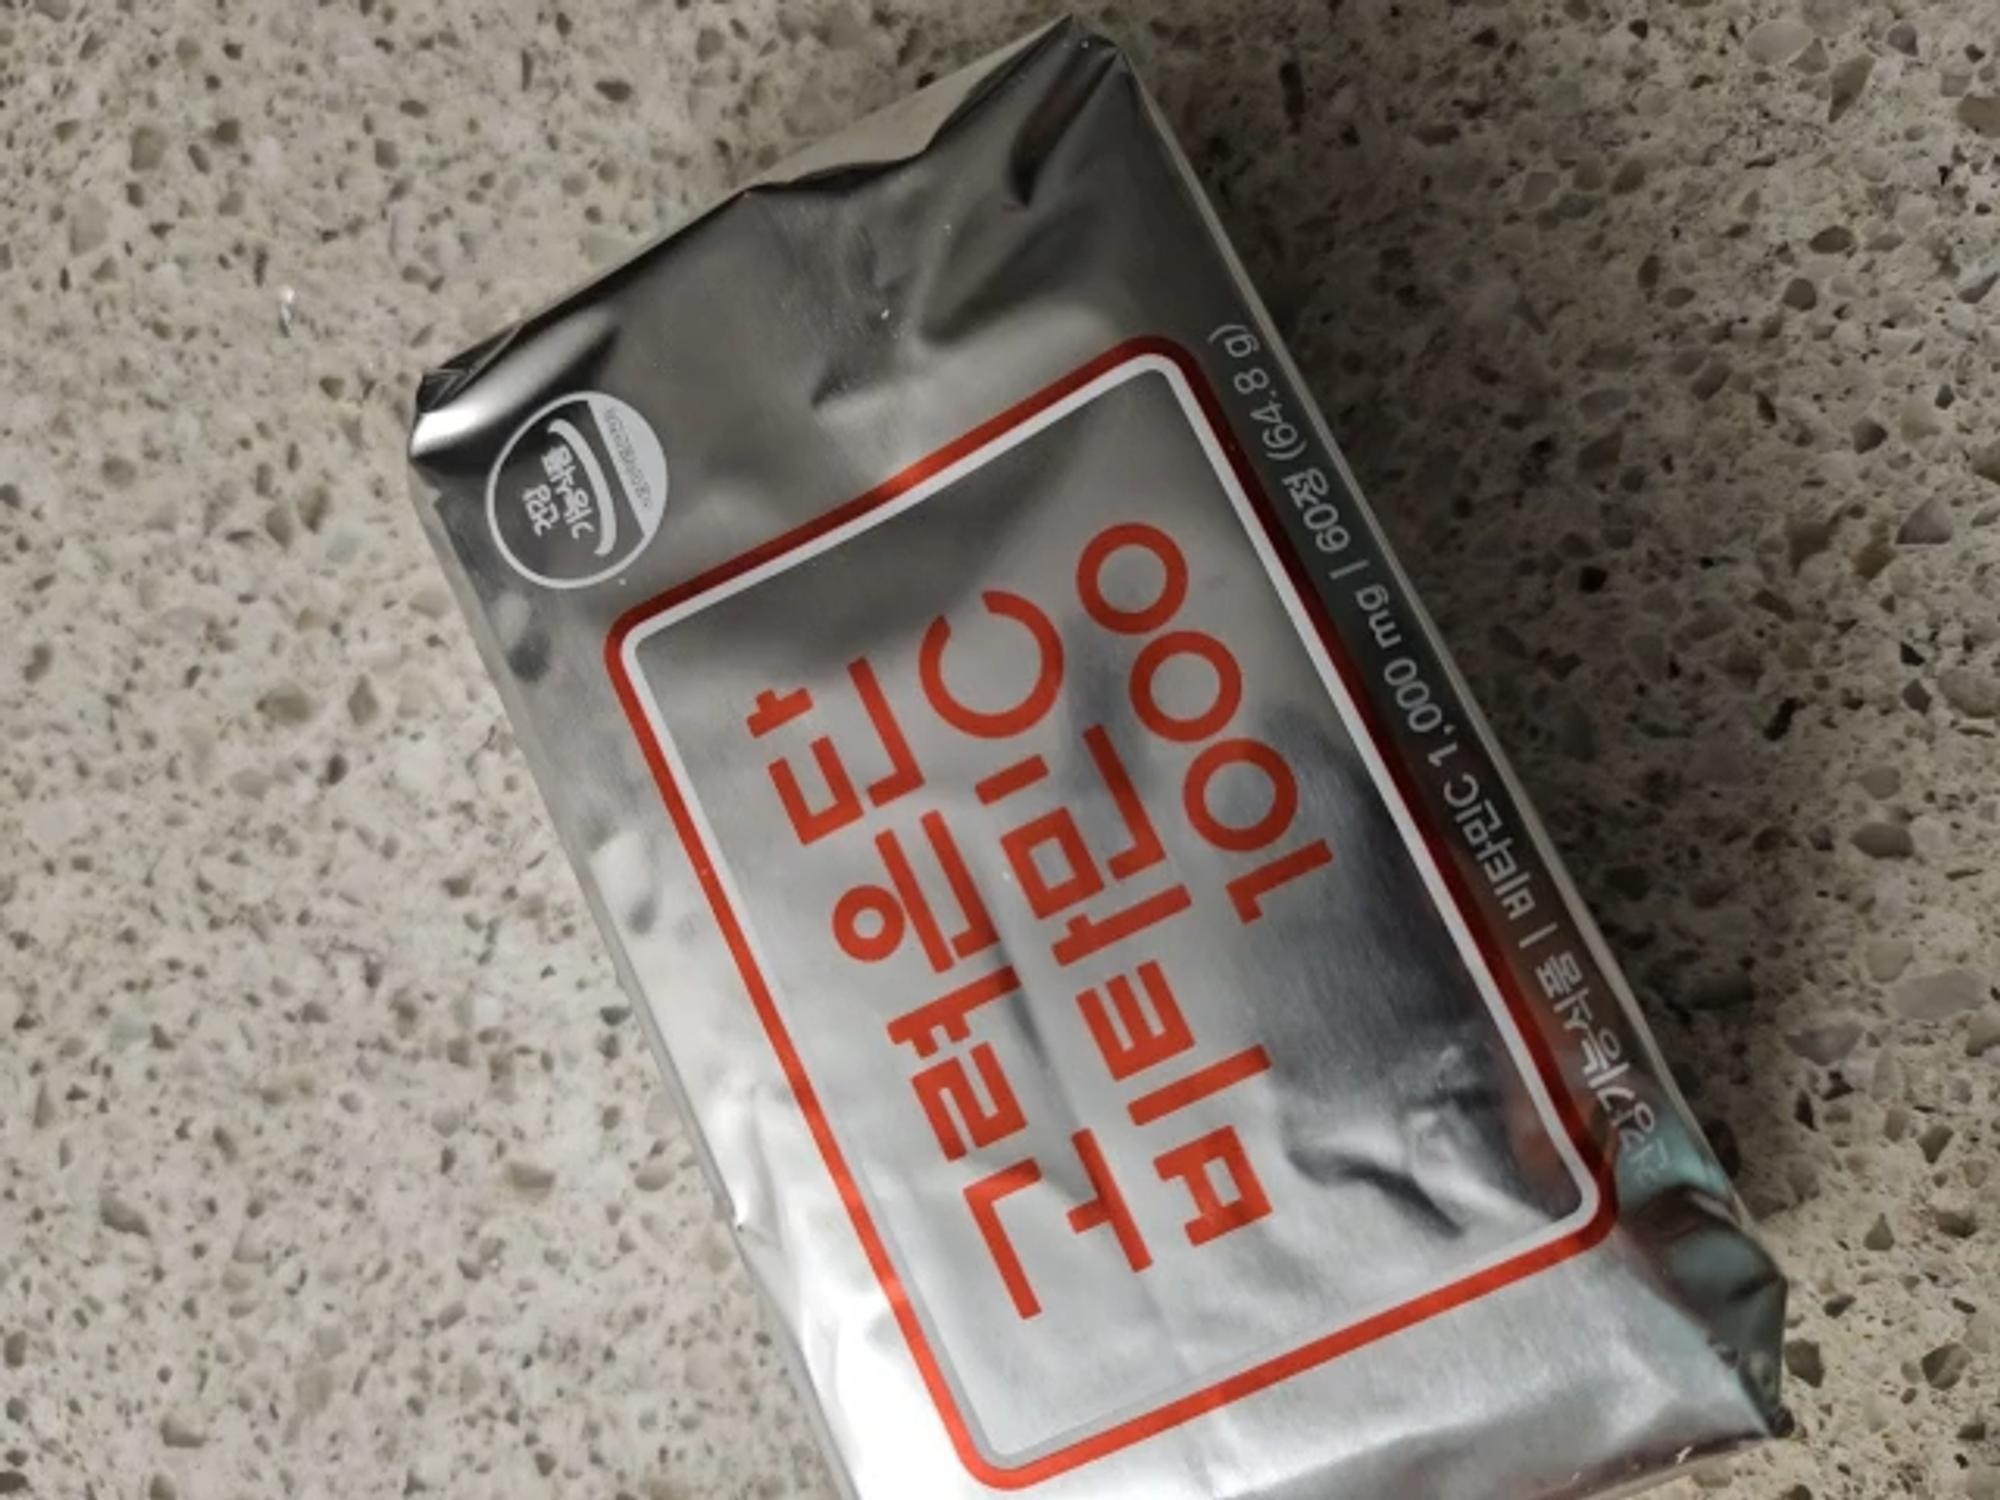 고려은단
비타민C
1000
건강기능식품 | 비타민C 1,000 mg | 60정 (64.8 g)
건강
기능식품